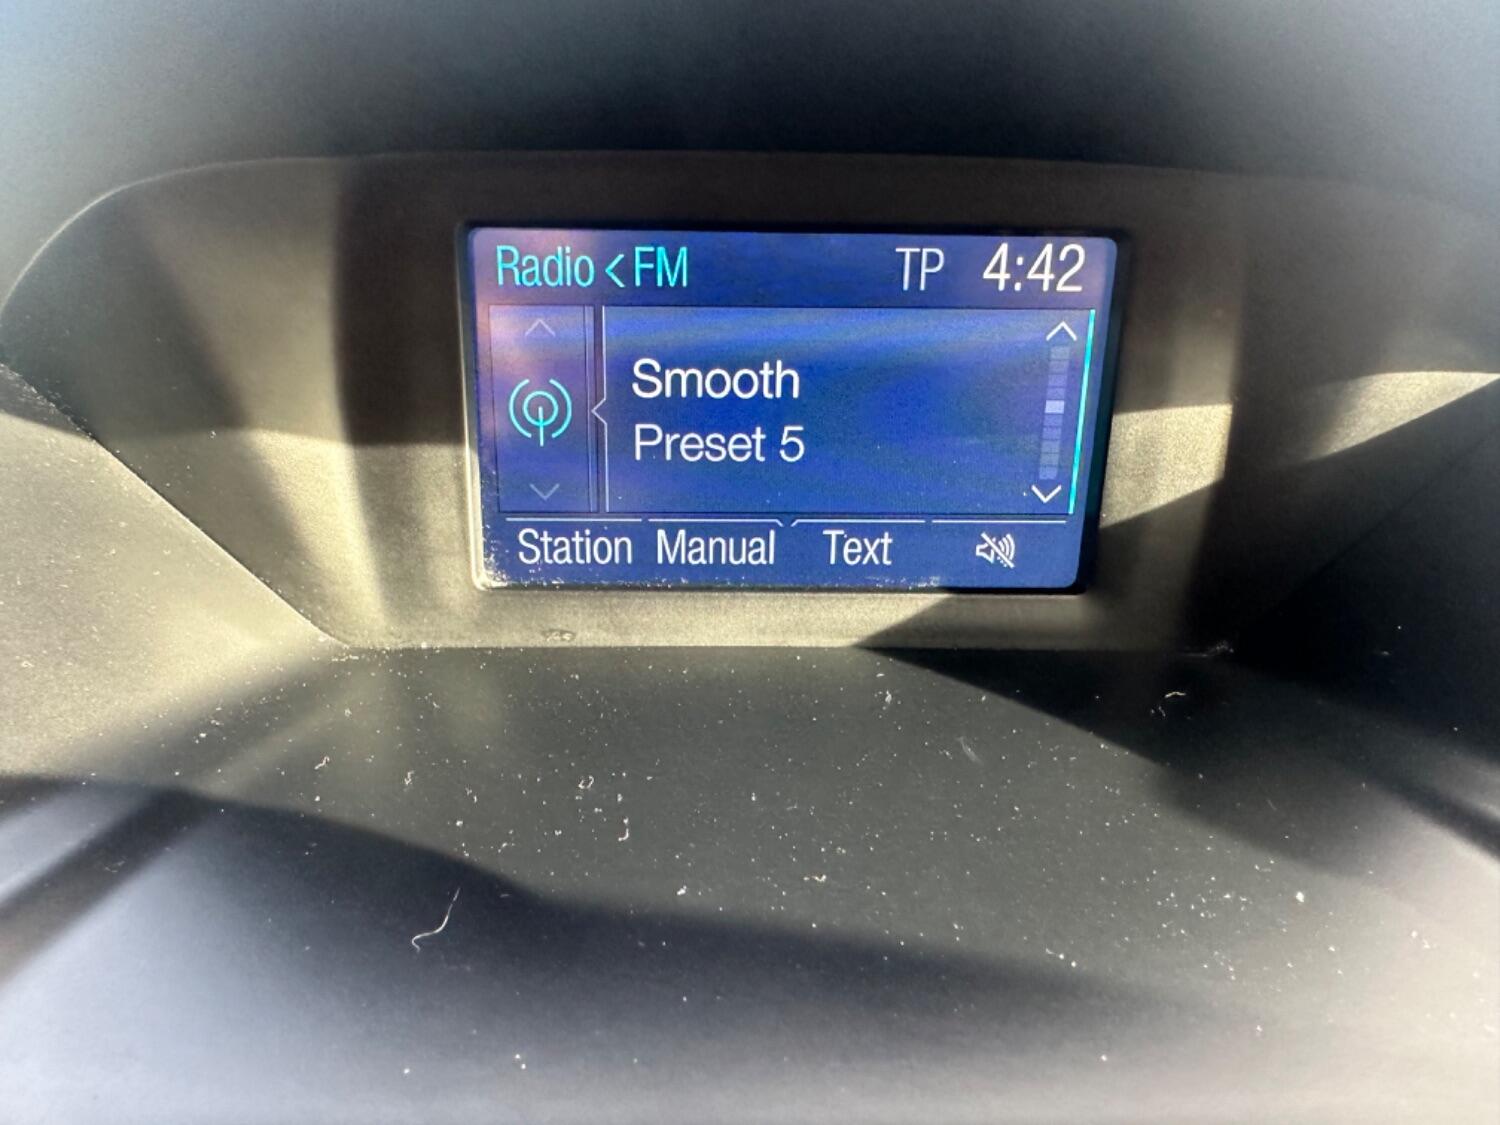 Radio < FM TP 4:42
Smooth
Preset 5
Station Manual Text